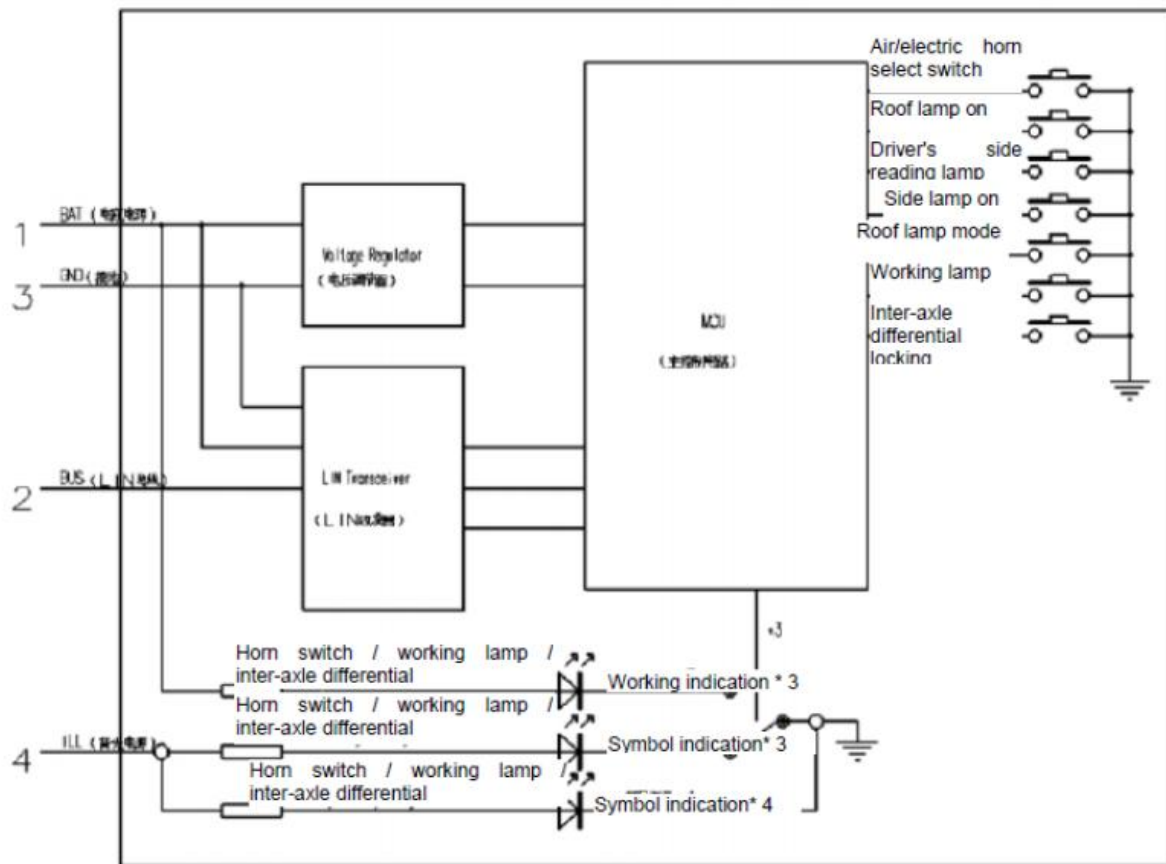 Air/electric horn
select switch
Roof lamp on
Driver's side
reading lamp
Side lamp on
Roof lamp mode
Working lamp
Inter-axle
differential
locking
1
BAT
3
GND
Voltage Regulator
MCU
2
BUS (LIN
LIN Transceiver
(LIN
*3
Horn switch / working lamp /
inter-axle differential
Working indication * 3
Horn switch / working lamp /
inter-axle differential
Symbol indication* 3
4
ILL
Horn switch / working lamp /
inter-axle differential
Symbol indication* 4